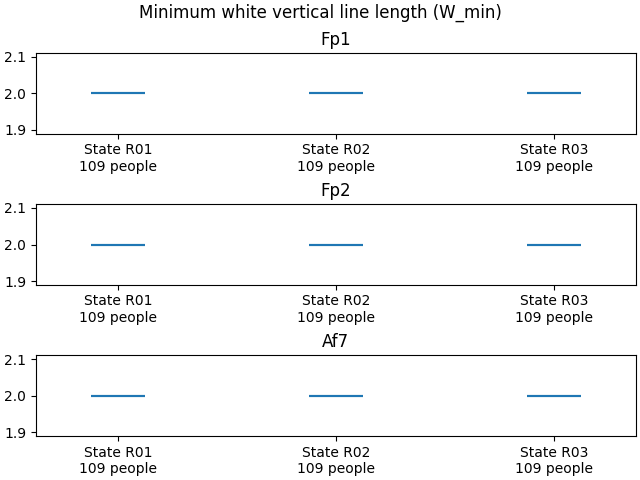 Minimum white vertical line length (W_min)
Fp1
2.1
2.0
1.9
State R01 State R02 State R03
109 people 109 people 109 people
Fp2
2.1
2.0
1.9
State R01 State R02 State R03
109 people 109 people 109 people
Af7
2.1
2.0
1.9
State R01 State R02 State R03
109 people 109 people 109 people